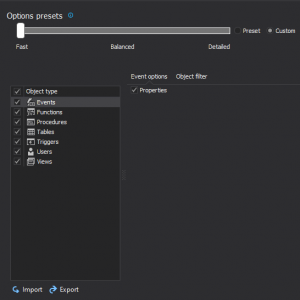 Options presets
Preset Custom
Fast Balanced Detailed
Event options Object filter
Object type
Properties
Events
Functions
Procedures
Tables
Triggers
Users
Views
Import Export